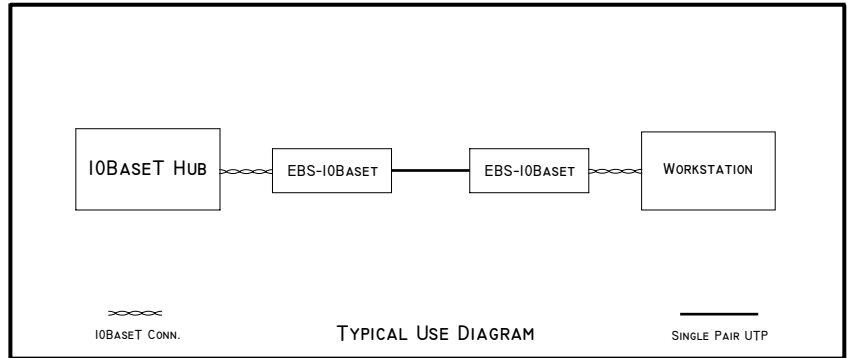 10BaseT Hub
EBS-10Baset
EBS-10Baset
Workstation
10BaseT Conn.
Typical Use Diagram
Single Pair UTP